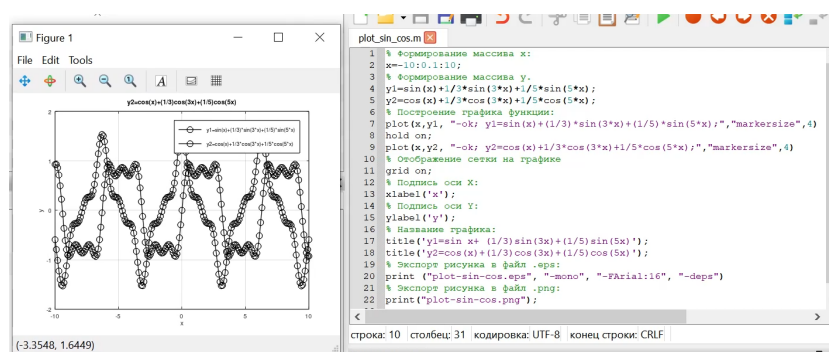 Figure 1
File Edit Tools
A
y2=cos(x)+(1/3)cos(3x)+(1/5)cos(5x)
y1=sin(x)+(1/3)*sin(3*x)+(1/5)*sin(5*x)
y2=cos(x)+1/3*cos(3*x)+1/5*cos(5*x)
2
1
0
-1
-2
y
-10 -5 0 5 10
x
(-3.3548, 1.6449)
plot_sin_cos.m
1 % Формирование массива x:
2 x=-10:0.1:10;
3 % Формирование массива y.
4 y1=sin(x)+1/3*sin(3*x)+1/5*sin(5*x);
5 y2=cos(x)+1/3*cos(3*x)+1/5*cos(5*x);
6 % Построение графика функции:
7 plot(x,y1, "-ok; y1=sin(x)+(1/3)*sin(3*x)+(1/5)*sin(5*x);","markersize",4)
8 hold on;
9 plot(x,y2, "-ok; y2=cos(x)+1/3*cos(3*x)+1/5*cos(5*x);","markersize",4)
10 % Отображение сетки на графике
11 grid on;
12 % Подпись оси X:
13 xlabel('x');
14 % Подпись оси Y:
15 ylabel('y');
16 % Название графика:
17 title('y1=sin x+ (1/3)sin(3x)+(1/5)sin(5x)');
18 title('y2=cos(x)+(1/3)cos(3x)+(1/5)cos(5x)');
19 % Экспорт рисунка в файл .eps:
20 print ("plot-sin-cos.eps", "-mono", "-FArial:16", "-deps")
21 % Экспорт рисунка в файл .png:
22 print("plot-sin-cos.png");
строка: 10 столбец: 31 кодировка: UTF-8 конец строки: CRLF